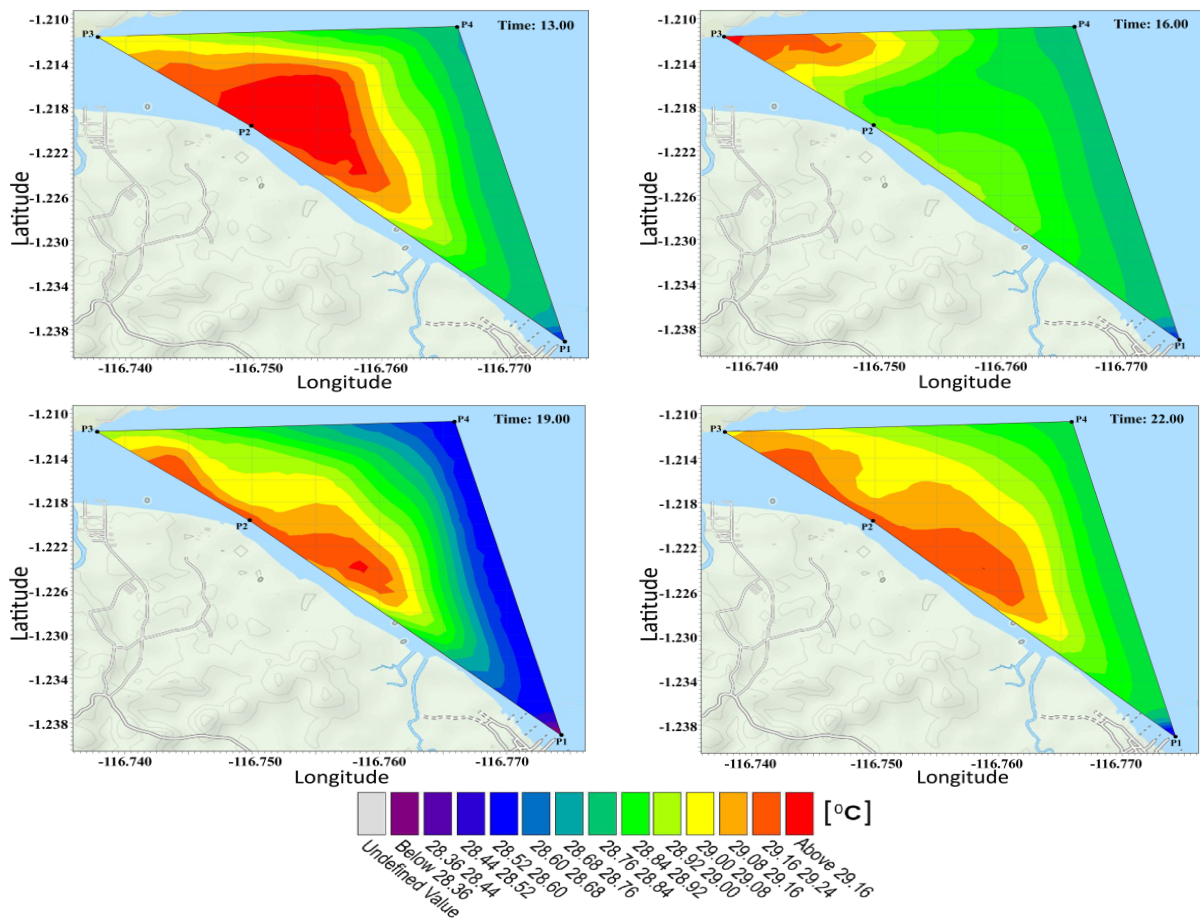 Time: 13.00
P3
P4
P2
P1
-1.210
-1.214
-1.218
-1.222
-1.226
-1.230
-1.234
-1.238
Latitude
-116.740 -116.750 -116.760 -116.770
Longitude
Time: 16.00
P3
P4
P2
P1
-1.210
-1.214
-1.218
-1.222
-1.226
-1.230
-1.234
-1.238
Latitude
-116.740 -116.750 -116.760 -116.770
Longitude
Time: 19.00
P3
P4
P2
P1
-1.210
-1.214
-1.218
-1.222
-1.226
-1.230
-1.234
-1.238
Latitude
-116.740 -116.750 -116.760 -116.770
Longitude
Time: 22.00
P3
P4
P2
P1
-1.210
-1.214
-1.218
-1.222
-1.226
-1.230
-1.234
-1.238
Latitude
-116.740 -116.750 -116.760 -116.770
Longitude
[°C]
Undefined Value
Below 28.36
28.36 28.44
28.44 28.52
28.52 28.60
28.60 28.68
28.68 28.76
28.76 28.84
28.84 28.92
28.92 29.00
29.00 29.08
29.08 29.16
29.16 29.24
Above 29.16